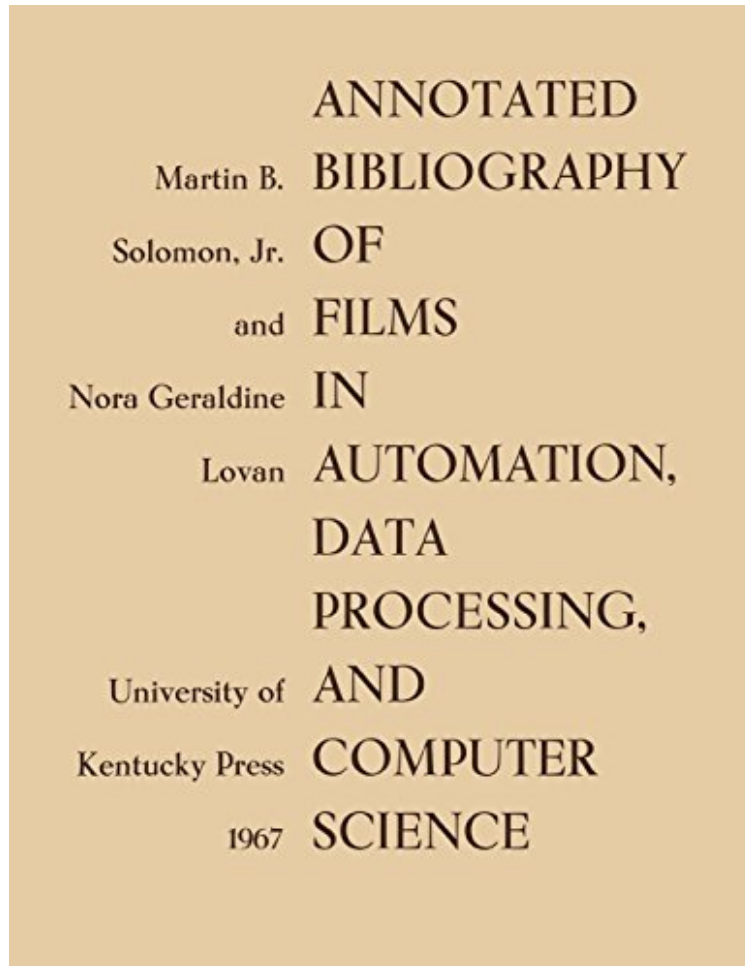 ANNOTATED
BIBLIOGRAPHY
OF
FILMS
IN
AUTOMATION,
DATA
PROCESSING,
AND
COMPUTER
SCIENCE
Martin B.
Solomon, Jr.
and
Nora Geraldine
Lovan
University of
Kentucky Press
1967